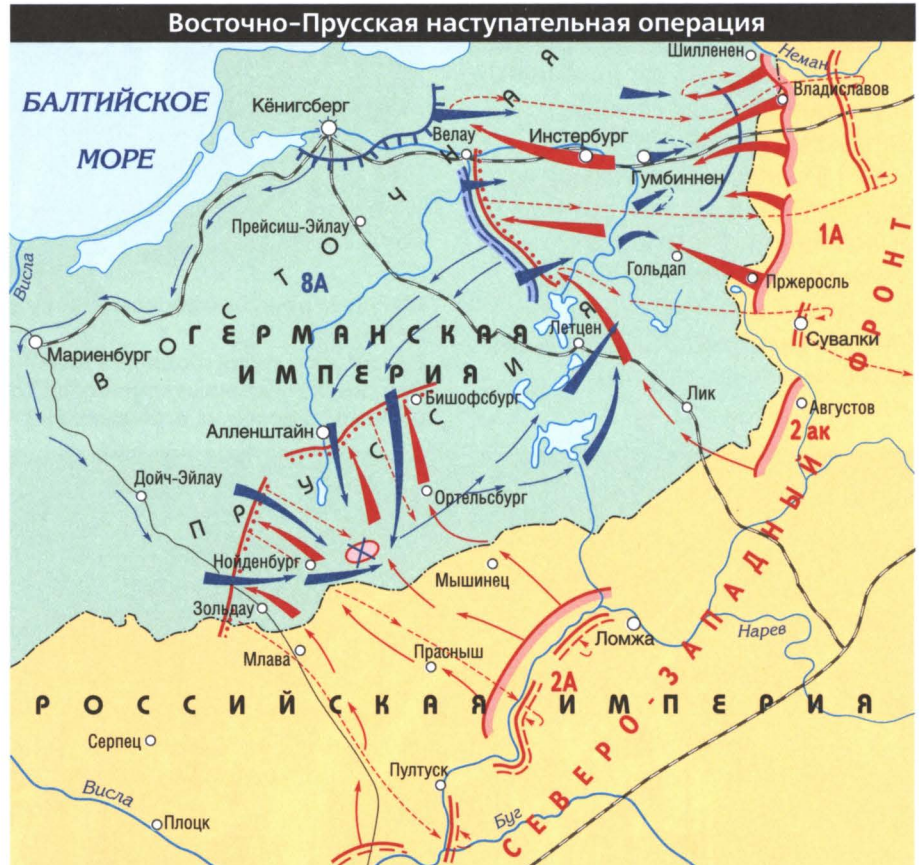 Восточно-Прусская наступательная операция
Шилленен
Неман
БАЛТИЙСКОЕ
МОРЕ
Кёнигсберг
Владиславов
Велау
Инстербург
Гумбиннен
Прейсиш-Эйлау
1А
Висла
8А
Гольдап
Пржеросль
ГЕРМАНСКАЯ
ИМПЕРИЯ
Летцен
Сувалки
Мариенбург
ВОСТОЧНАЯ
ПРУССИЯ
Бишофсбург
Лик
Августов
2 ак
Алленштайн
Дойч-Эйлау
Ортельсбург
Нойденбург
Мышинец
Зольдау
Ломжа
Нарев
Млава
Прасныш
2А
РОССИЙСКАЯ ИМПЕРИЯ
СЕВЕРО-ЗАПАДНЫЙ ФРОНТ
Серпец
Пултуск
Висла
Буг
Плоцк